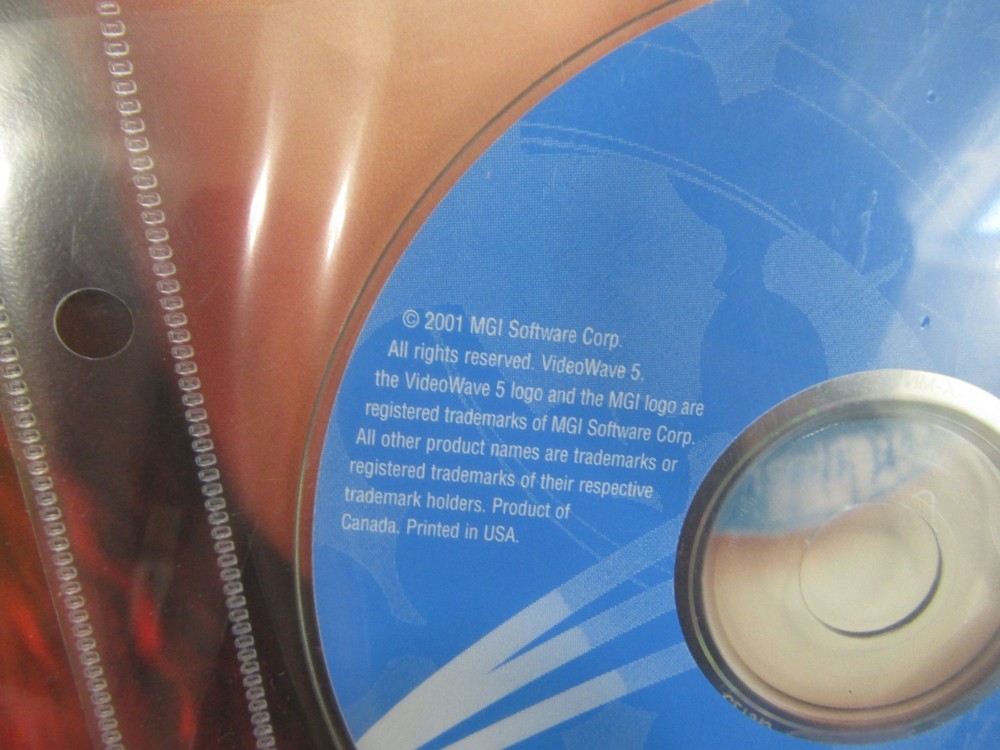 © 2001 MGI Software Corp.
All rights reserved. VideoWave 5,
the VideoWave 5 logo and the MGI logo are
registered trademarks of MGI Software Corp.
All other product names are trademarks or
registered trademarks of their respective
trademark holders. Product of
Canada. Printed in USA.